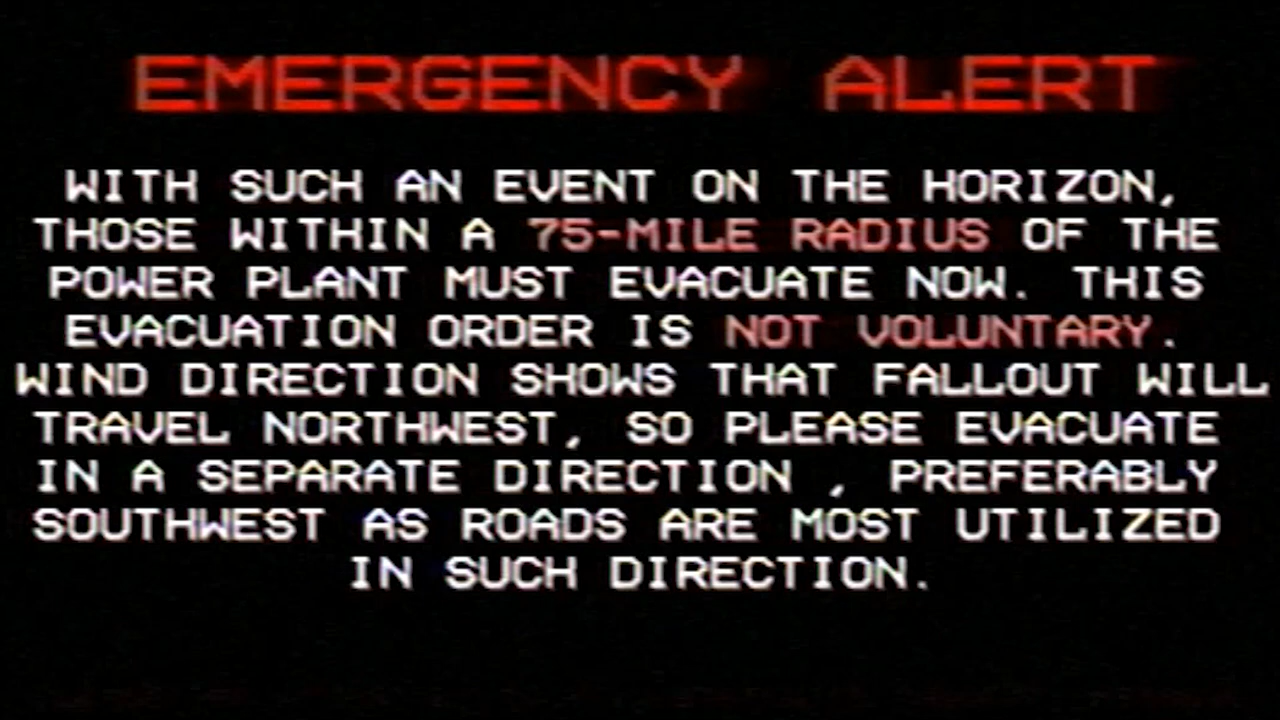 EMERGENCY ALERT
WITH SUCH AN EVENT ON THE HORIZON,
THOSE WITHIN A 75-MILE RADIUS OF THE
POWER PLANT MUST EVACUATE NOW. THIS
EVACUATION ORDER IS NOT VOLUNTARY.
WIND DIRECTION SHOWS THAT FALLOUT WILL
TRAVEL NORTHWEST, SO PLEASE EVACUATE
IN A SEPARATE DIRECTION , PREFERABLY
SOUTHWEST AS ROADS ARE MOST UTILIZED
IN SUCH DIRECTION.